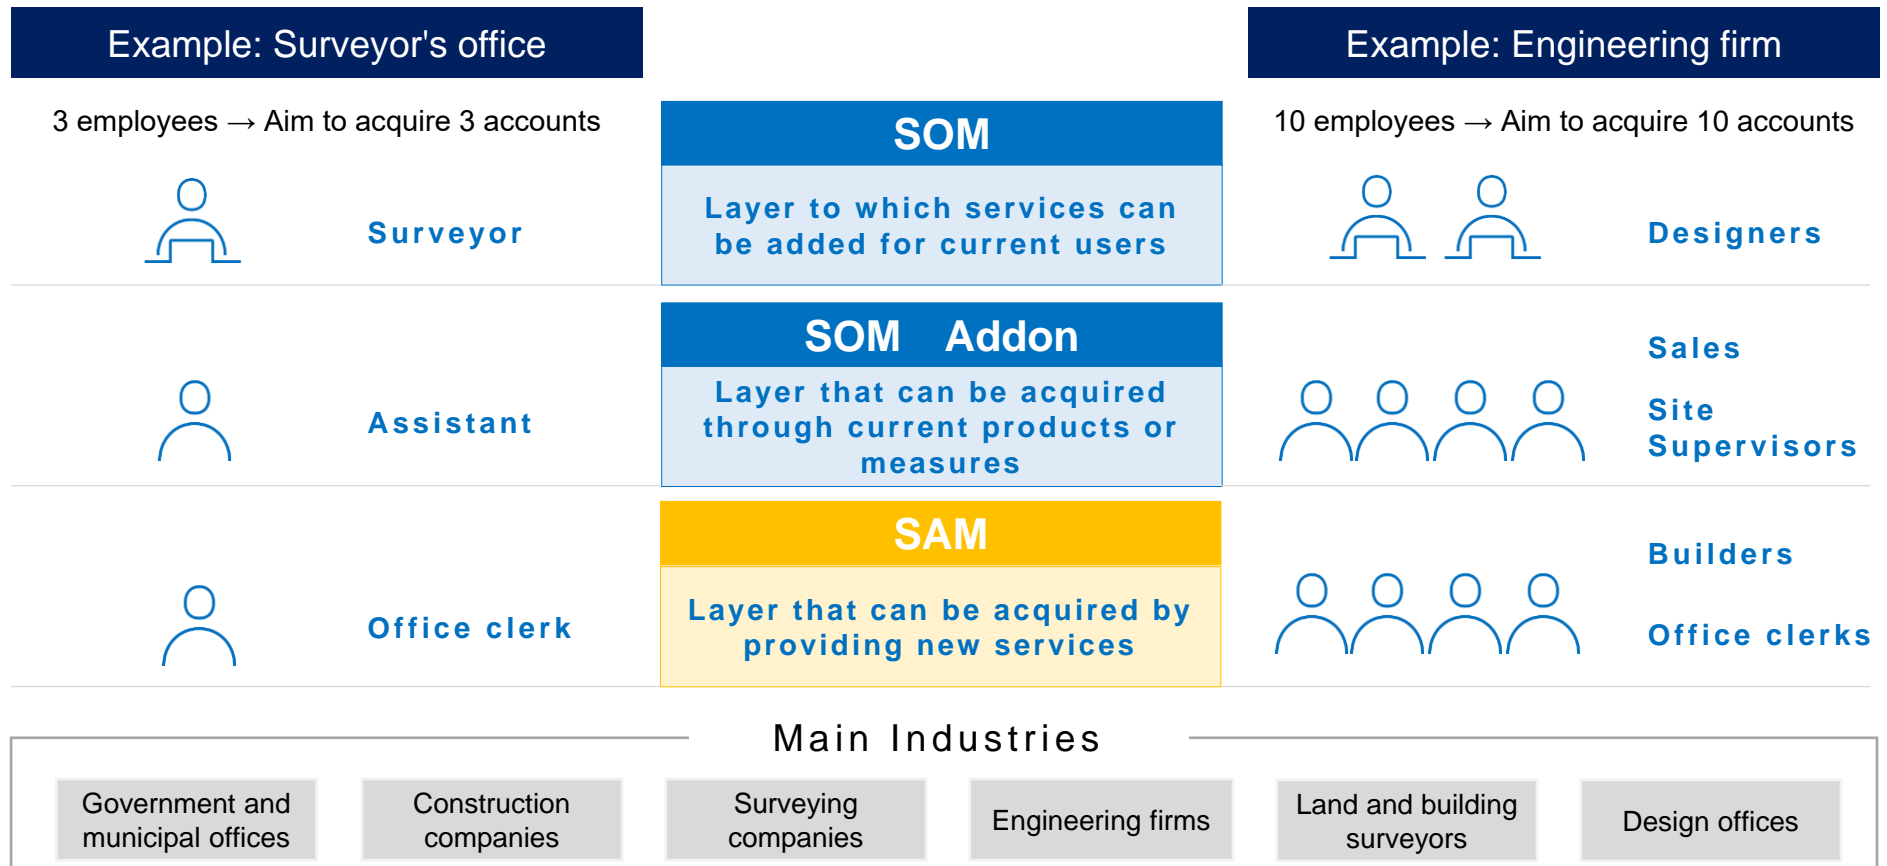 Example: Surveyor's office
Example: Engineering firm
3 employees → Aim to acquire 3 accounts
SOM
10 employees → Aim to acquire 10 accounts
Surveyor
Layer to which services can
be added for current users
Designers
SOM Addon
Assistant
Layer that can be acquired
through current products or
measures
Sales
Site
Supervisors
SAM
Office clerk
Layer that can be acquired by
providing new services
Builders
Office clerks
Main Industries
Government and
municipal offices
Construction
companies
Surveying
companies
Engineering firms
Land and building
surveyors
Design offices